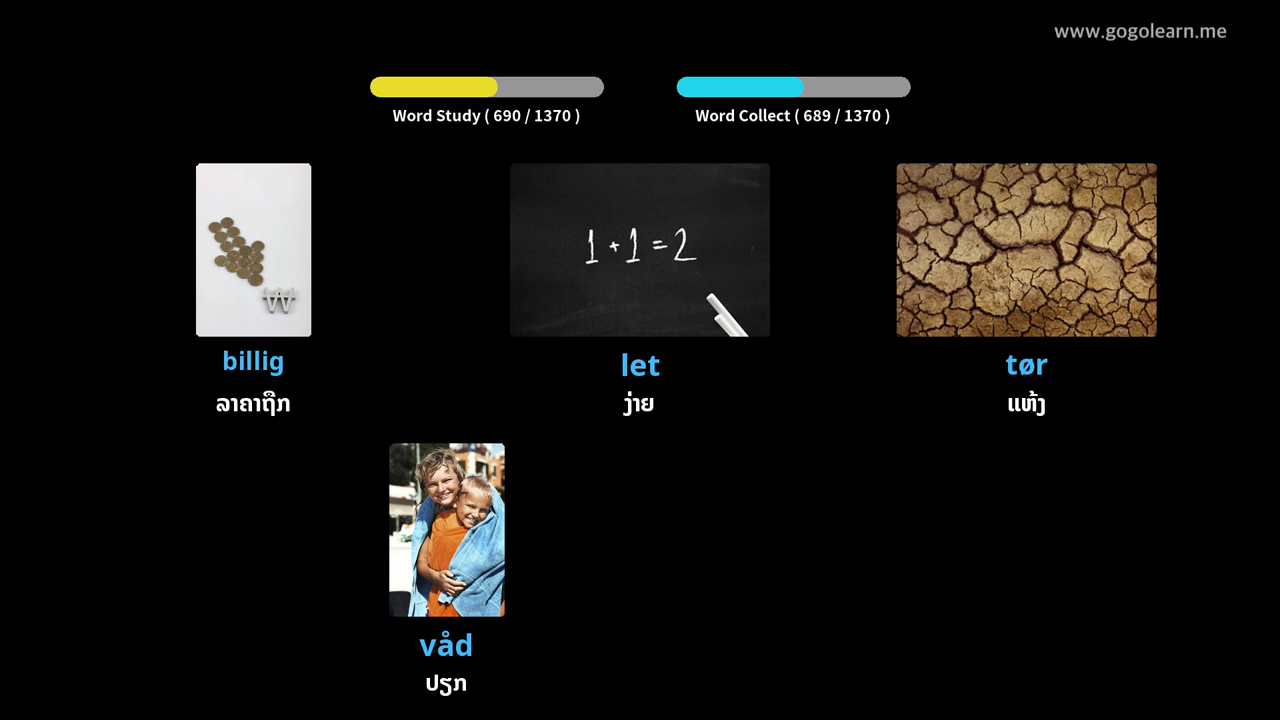 www.gogolearn.me
Word Study ( 690 / 1370 )
Word Collect ( 689 / 1370 )
1 + 1 = 2
billig
ລາຄາຖືກ
let
ງ່າຍ
tør
ແຫ້ງ
våd
ປຽກ